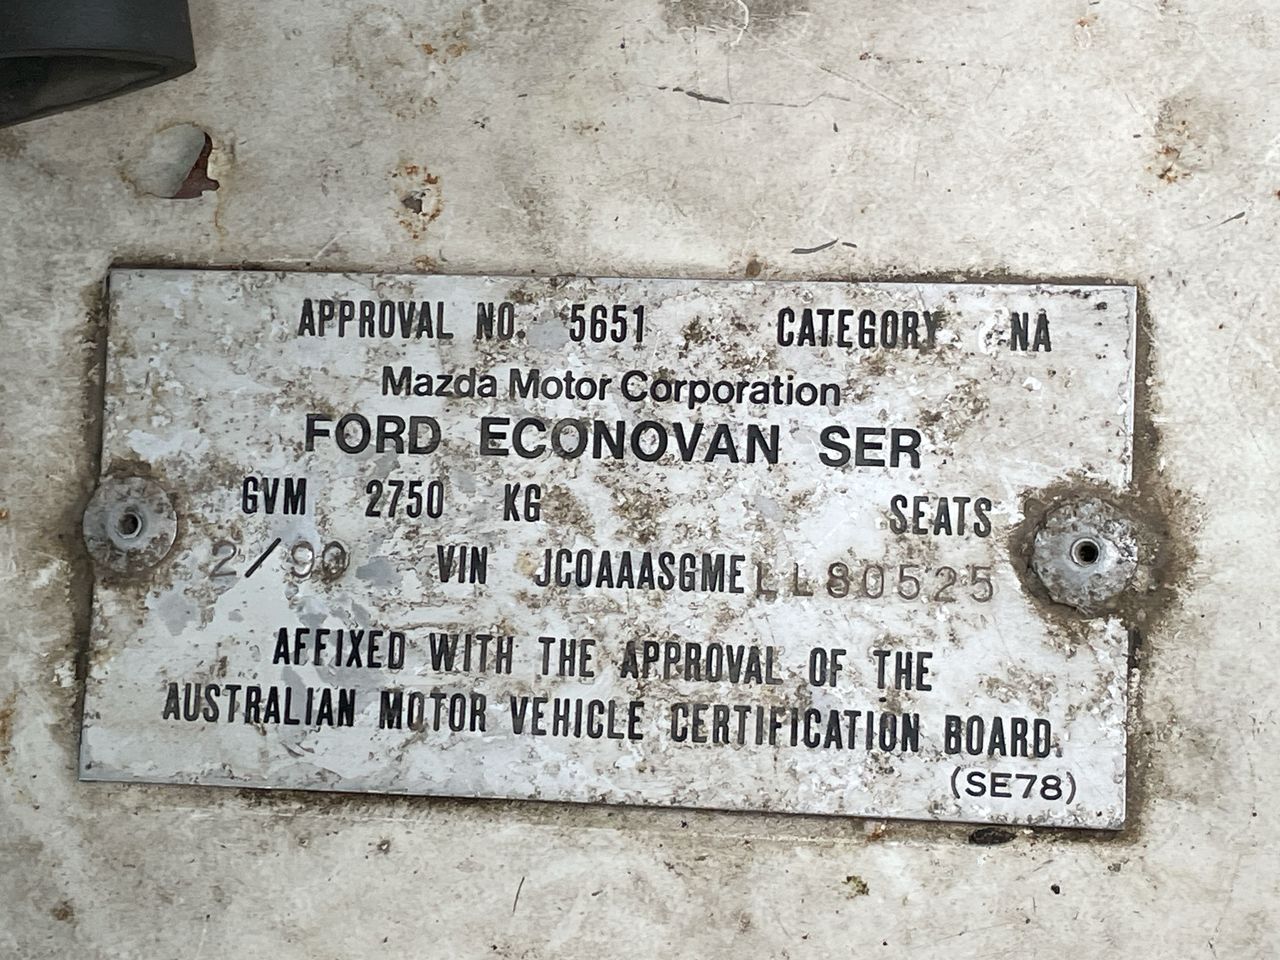 APPROVAL NO. 5651 CATEGORY NA
Mazda Motor Corporation
FORD ECONOVAN SER
GVM 2750 KG SEATS
2/90 VIN JC0AAASGMELL80525
AFFIXED WITH THE APPROVAL OF THE
AUSTRALIAN MOTOR VEHICLE CERTIFICATION BOARD.
(SE78)